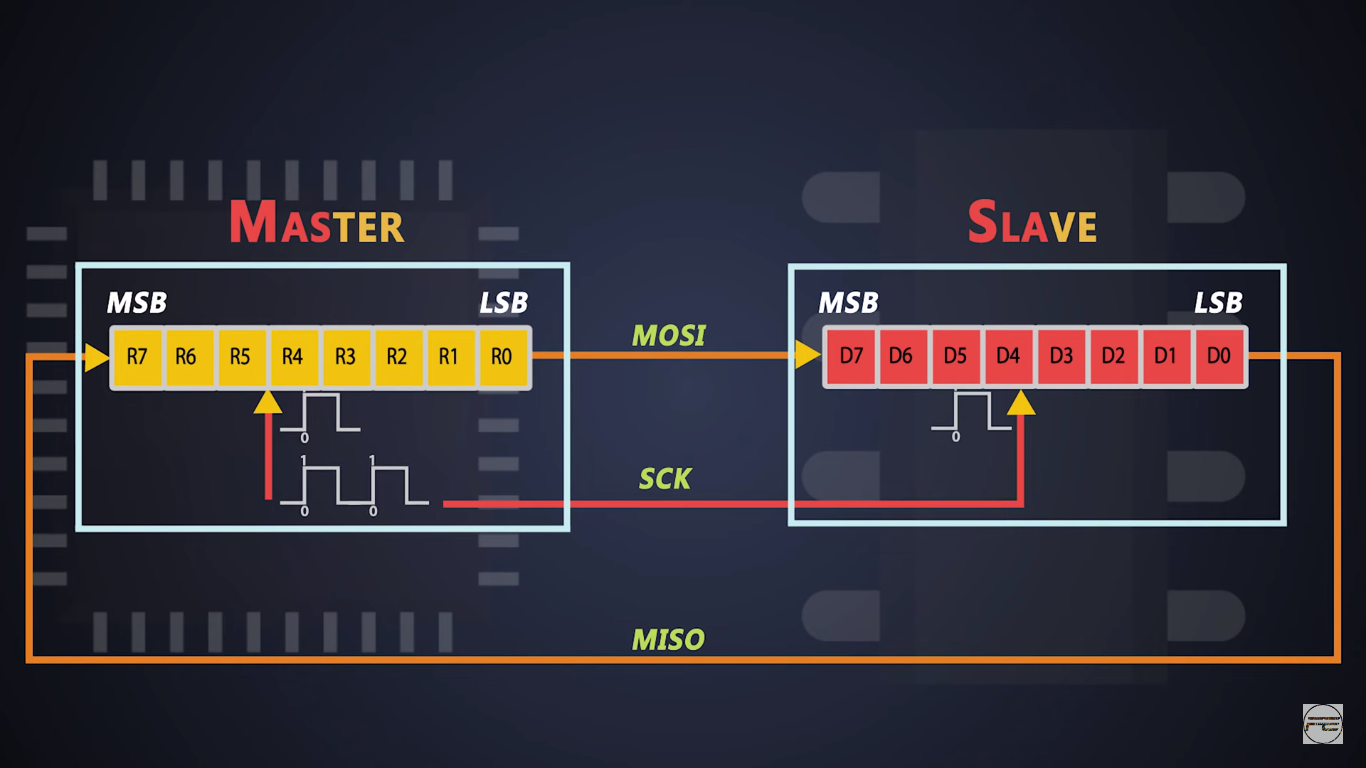 MASTER
SLAVE
MSB LSB
MSB LSB
R7 R6 R5 R4 R3 R2 R1 R0
MOSI
D7 D6 D5 D4 D3 D2 D1 D0
0
0
1 1
0 0
SCK
MISO